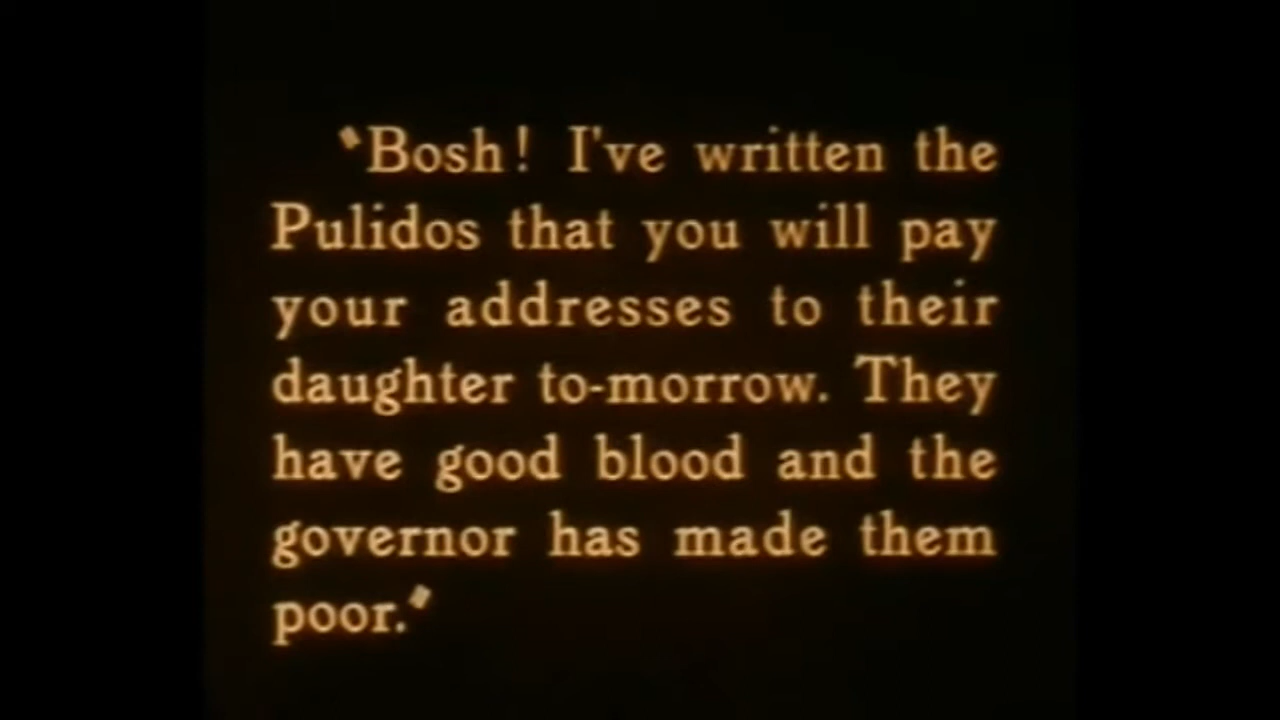 "Bosh! I've written the
Pulidos that you will pay
your addresses to their
daughter to-morrow. They
have good blood and the
governor has made them
poor."